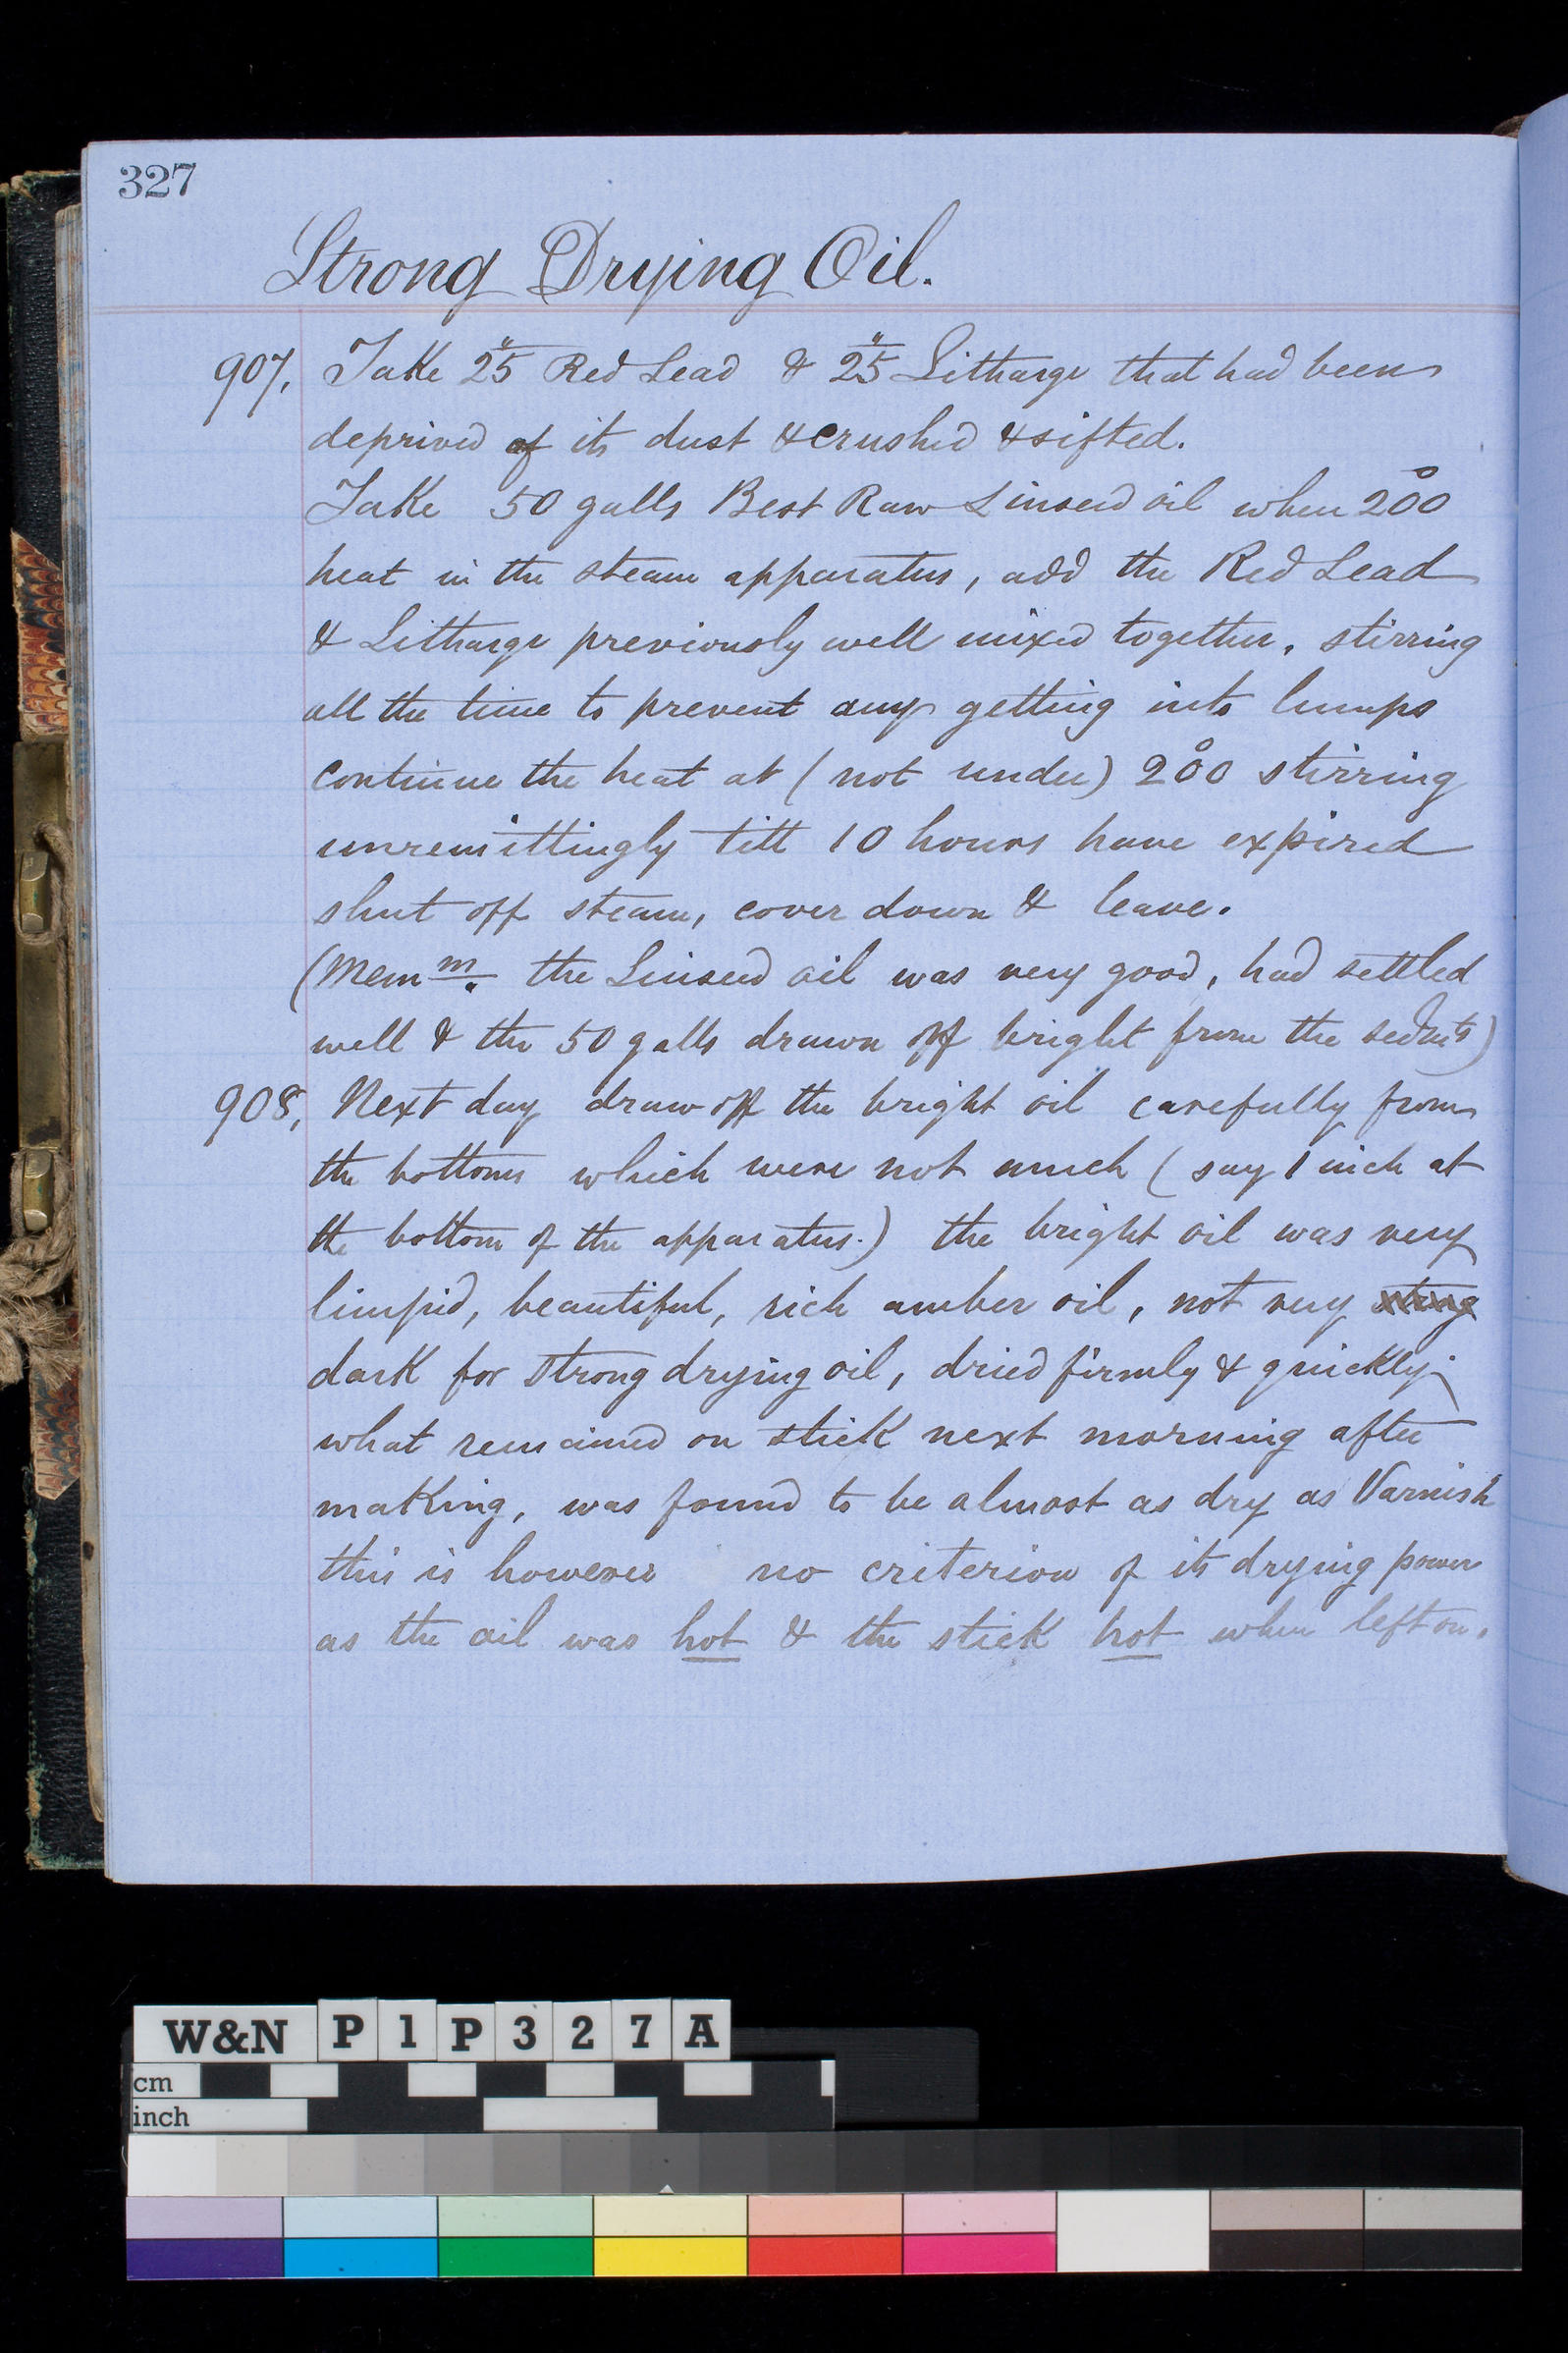 327
Strong Drying Oil.
907. Take 25" Red Lead & 25" Litharge that had been
deprived of its dust & crushed & sifted.
Take 50 galls Best Raw Linseed oil when 200°
heat in the steam apparatus, add the Red Lead
& Litharge previously well mixed together, stirring
all the time to prevent any getting into lumps
continue the heat at (not under) 200° stirring
unremittingly till 10 hours have expired
shut off steam, cover down & leave.
(Memm. the Linseed oil was very good, had settled
well & the 50 galls drawn off bright from the
908, Next day draw off the bright oil carefully from
the bottoms which were not much (say 1 inch at
the bottom of the apparatus.) the bright oil was very
limpid, beautiful, rich amber oil, not very strong
dark for strong drying oil, dried firmly & quickly,
what remained on stick next morning after
making, was found to be almost as dry as Varnish
this is however no criterion of its drying power
as the oil was hot & the stick hot when left on.
W&N P1P327A
cm
inch